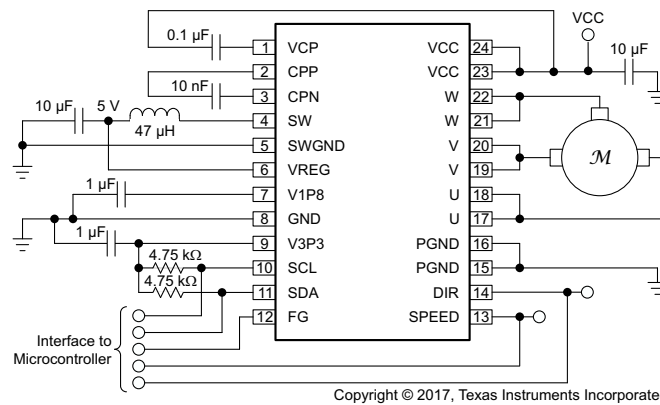 VCC
0.1 µF
10 µF
1 VCP VCC 24
2 CPP VCC 23
10 nF
3 CPN W 22
10 µF 5 V
47 µH
4 SW W 21
5 SWGND V 20
M
6 VREG V 19
1 µF
7 V1P8 U 18
8 GND U 17
1 µF
9 V3P3 PGND 16
4.75 kΩ
10 SCL PGND 15
4.75 kΩ
11 SDA DIR 14
12 FG SPEED 13
Interface to
Microcontroller
Copyright © 2017, Texas Instruments Incorporate